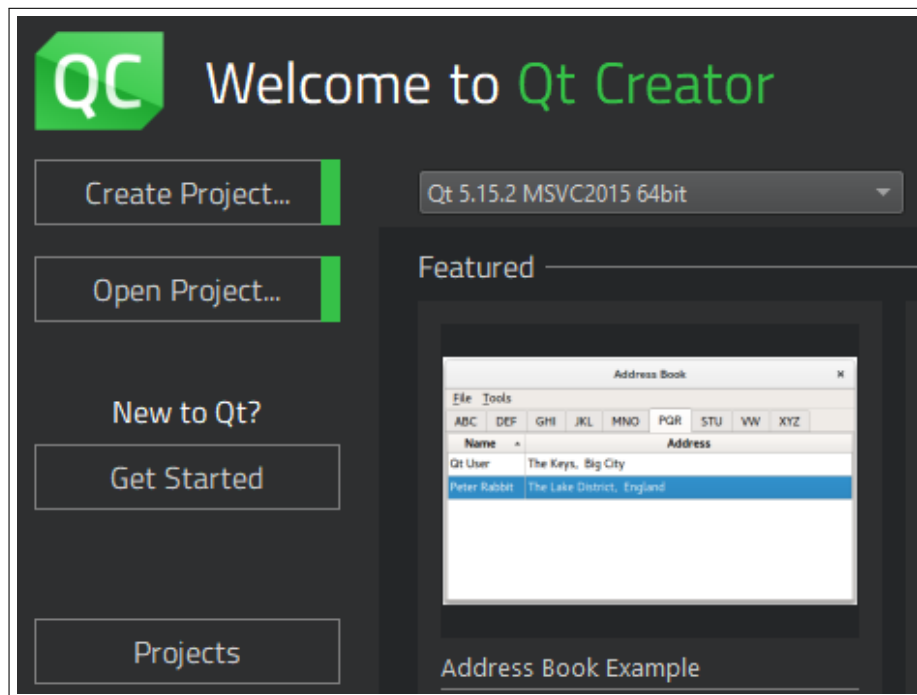 QC
Welcome to Qt Creator
Create Project...
Open Project...
New to Qt?
Get Started
Projects
Qt 5.15.2 MSVC2015 64bit
Featured
Address Book
File Tools
ABC DEF GHI JKL MNO PQR STU VW XYZ
Name Address
Qt User The Keys, Big City
Peter Rabbit The Lake District, England
Address Book Example